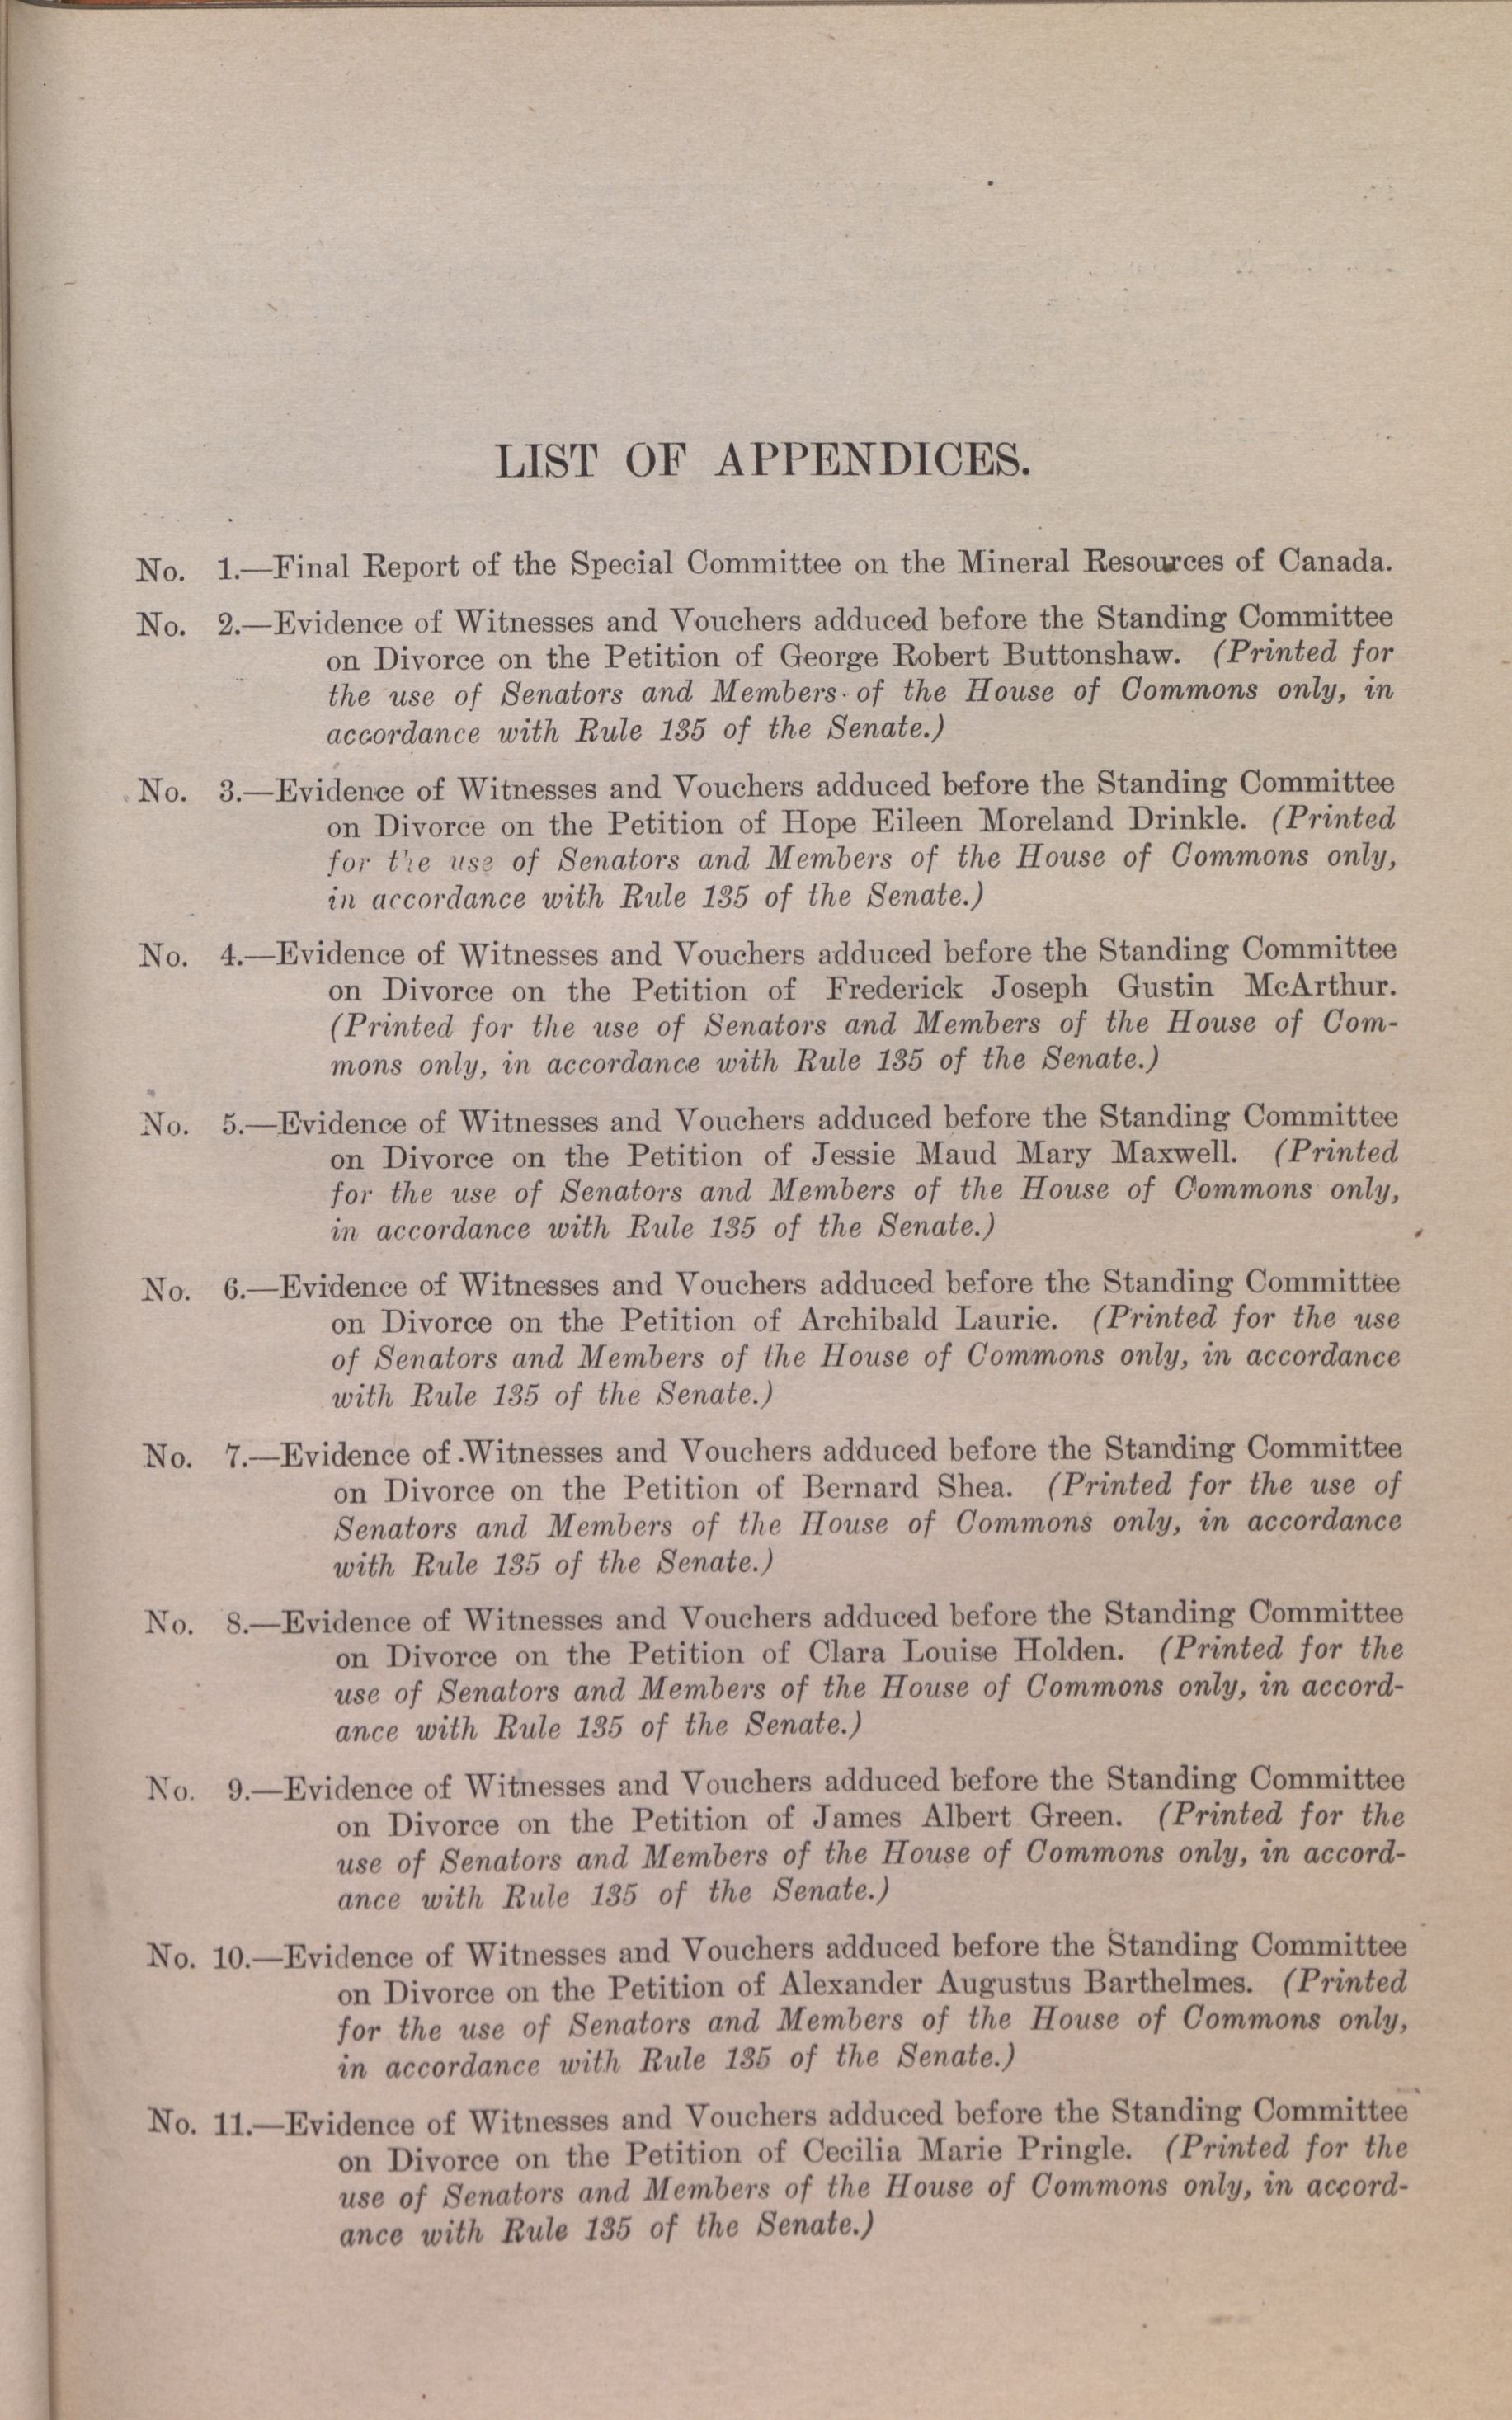 LIST OF APPENDICES.
No. 1.—Final Report of the Special Committee on the Mineral Resources of Canada.
No. 2.—Evidence of Witnesses and Vouchers adduced before the Standing Committee
on Divorce on the Petition of George Robert Buttonshaw. (Printed for
the use of Senators and Members of the House of Commons only, in
accordance with Rule 135 of the Senate.)
No. 3.—Evidence of Witnesses and Vouchers adduced before the Standing Committee
on Divorce on the Petition of Hope Eileen Moreland Drinkle. (Printed
for the use of Senators and Members of the House of Commons only,
in accordance with Rule 135 of the Senate.)
No. 4.—Evidence of Witnesses and Vouchers adduced before the Standing Committee
on Divorce on the Petition of Frederick Joseph Gustin McArthur.
(Printed for the use of Senators and Members of the House of Com-
mons only, in accordance with Rule 135 of the Senate.)
No. 5.—Evidence of Witnesses and Vouchers adduced before the Standing Committee
on Divorce on the Petition of Jessie Maud Mary Maxwell. (Printed
for the use of Senators and Members of the House of Commons only,
in accordance with Rule 135 of the Senate.)
No. 6.—Evidence of Witnesses and Vouchers adduced before the Standing Committee
on Divorce on the Petition of Archibald Laurie. (Printed for the use
of Senators and Members of the House of Commons only, in accordance
with Rule 135 of the Senate.)
No. 7.—Evidence of Witnesses and Vouchers adduced before the Standing Committee
on Divorce on the Petition of Bernard Shea. (Printed for the use of
Senators and Members of the House of Commons only, in accordance
with Rule 135 of the Senate.)
No. 8.—Evidence of Witnesses and Vouchers adduced before the Standing Committee
on Divorce on the Petition of Clara Louise Holden. (Printed for the
use of Senators and Members of the House of Commons only, in accord-
ance with Rule 135 of the Senate.)
No. 9.—Evidence of Witnesses and Vouchers adduced before the Standing Committee
on Divorce on the Petition of James Albert Green. (Printed for the
use of Senators and Members of the House of Commons only, in accord-
ance with Rule 135 of the Senate.)
No. 10.—Evidence of Witnesses and Vouchers adduced before the Standing Committee
on Divorce on the Petition of Alexander Augustus Barthelmes. (Printed
for the use of Senators and Members of the House of Commons only,
in accordance with Rule 135 of the Senate.)
No. 11.—Evidence of Witnesses and Vouchers adduced before the Standing Committee
on Divorce on the Petition of Cecilia Marie Pringle. (Printed for the
use of Senators and Members of the House of Commons only, in accord-
ance with Rule 135 of the Senate.)